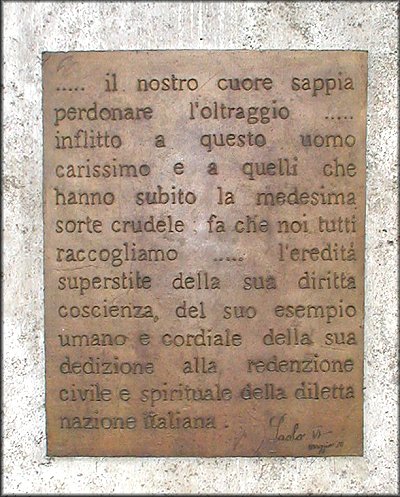 ..... il nostro cuore sappia
perdonare l'oltraggio .....
inflitto a questo uomo
carissimo e a quelli che
hanno subito la medesima
sorte crudele : fa che noi tutti
raccogliamo ..... l'eredità
superstite della sua diritta
coscienza, del suo esempio
umano e cordiale della sua
dedizione alla redenzione
civile e spirituale della diletta
nazione italiana .
Paolo VI